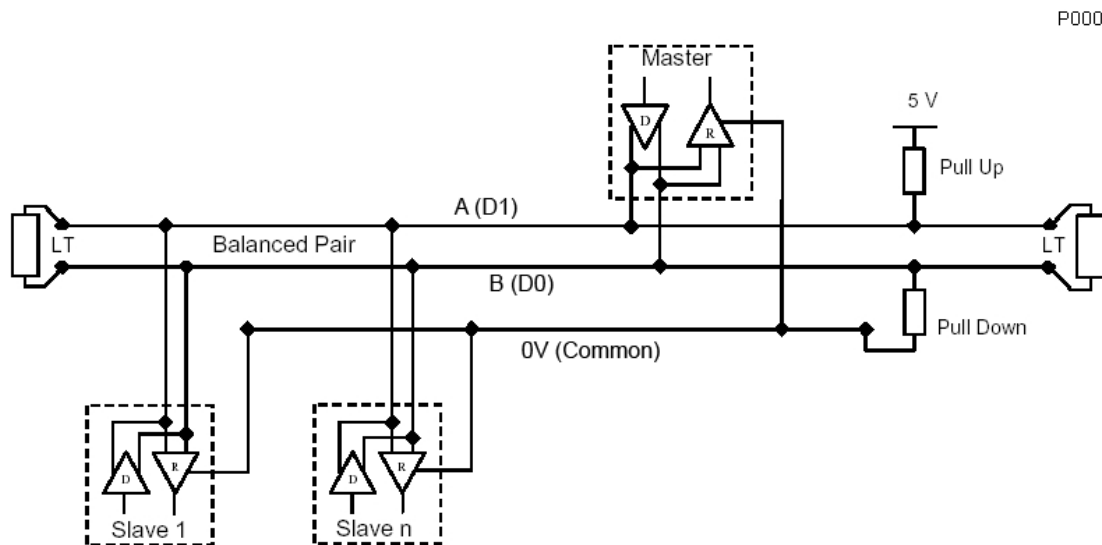 P000
Master
D
R
5 V
Pull Up
A (D1)
LT
Balanced Pair
LT
B (D0)
Pull Down
0V (Common)
D
R
Slave 1
D
R
Slave n